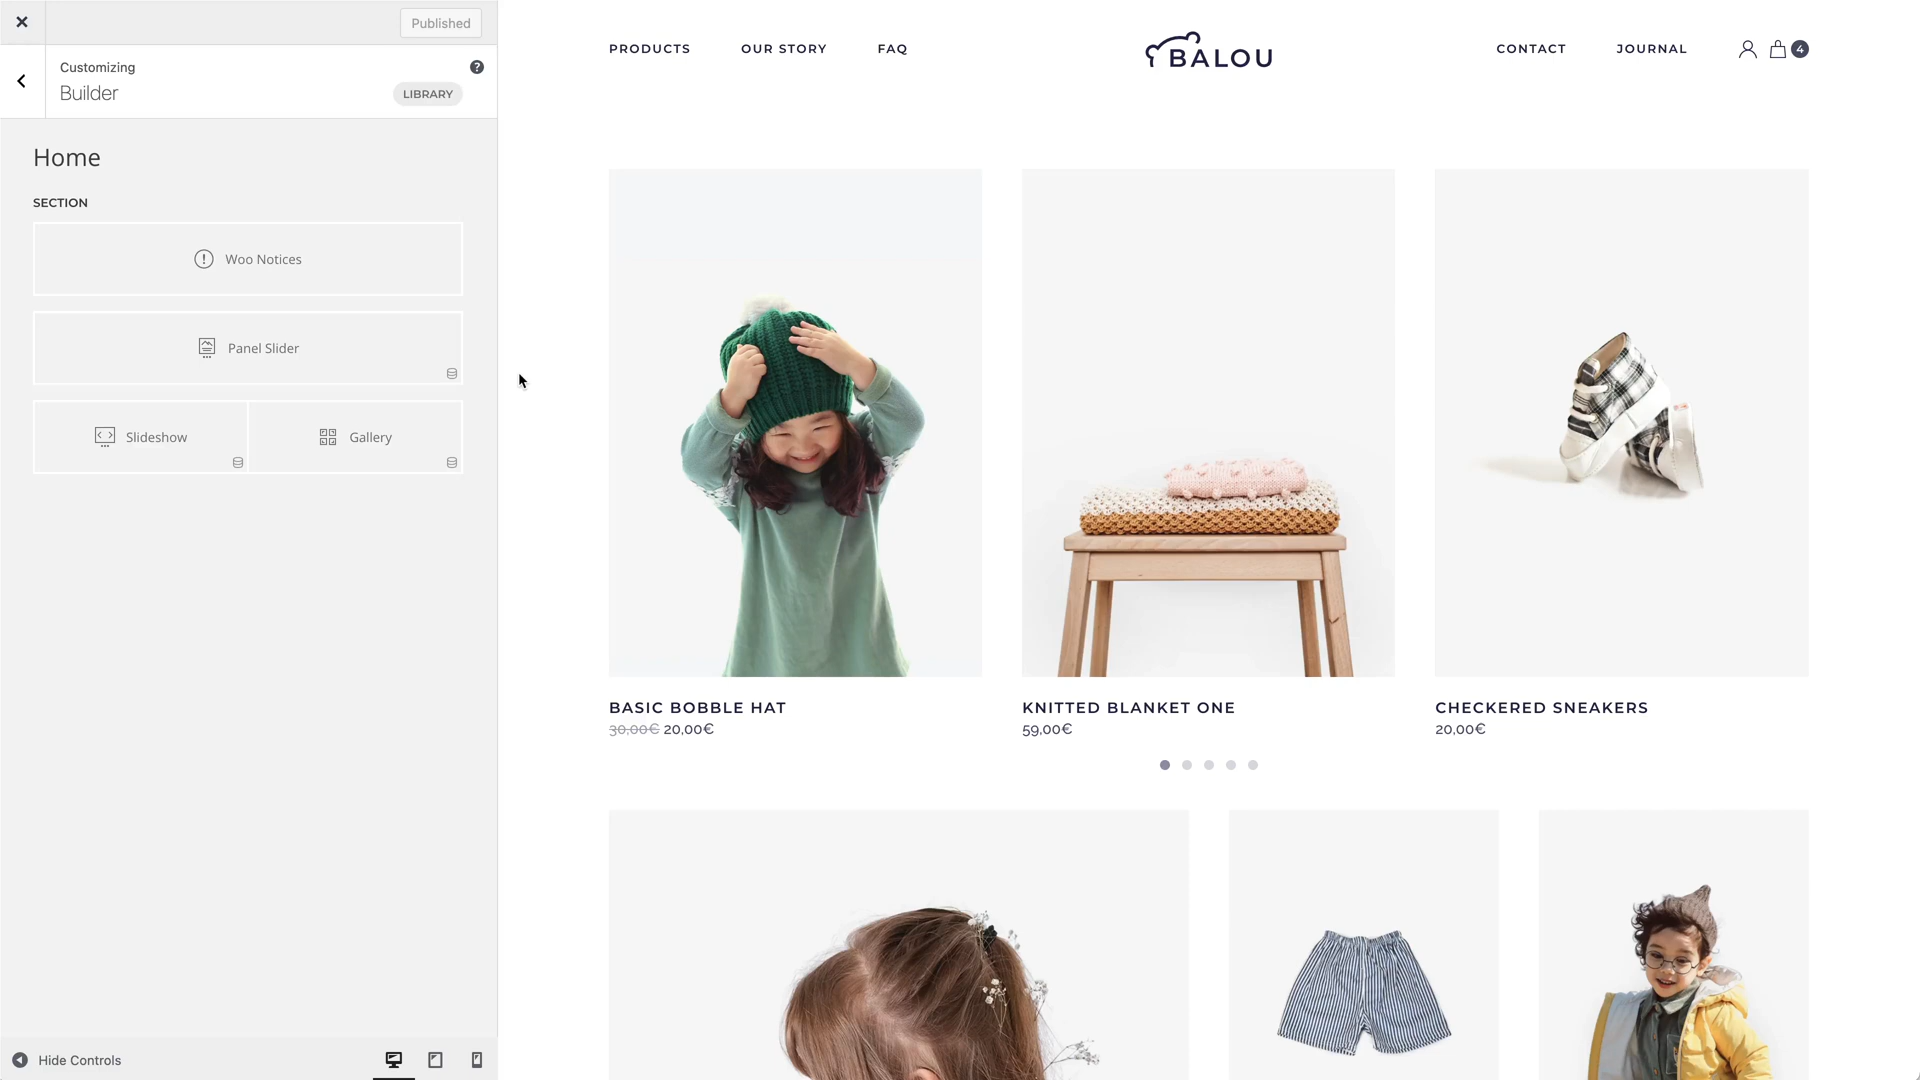 Published
Customizing
Builder
LIBRARY
Home
SECTION
Woo Notices
Panel Slider
Slideshow
Gallery
Hide Controls
PRODUCTS
OUR STORY
FAQ
BALOU
CONTACT
JOURNAL
4
BASIC BOBBLE HAT
30,00€ 20,00€
KNITTED BLANKET ONE
59,00€
CHECKERED SNEAKERS
20,00€